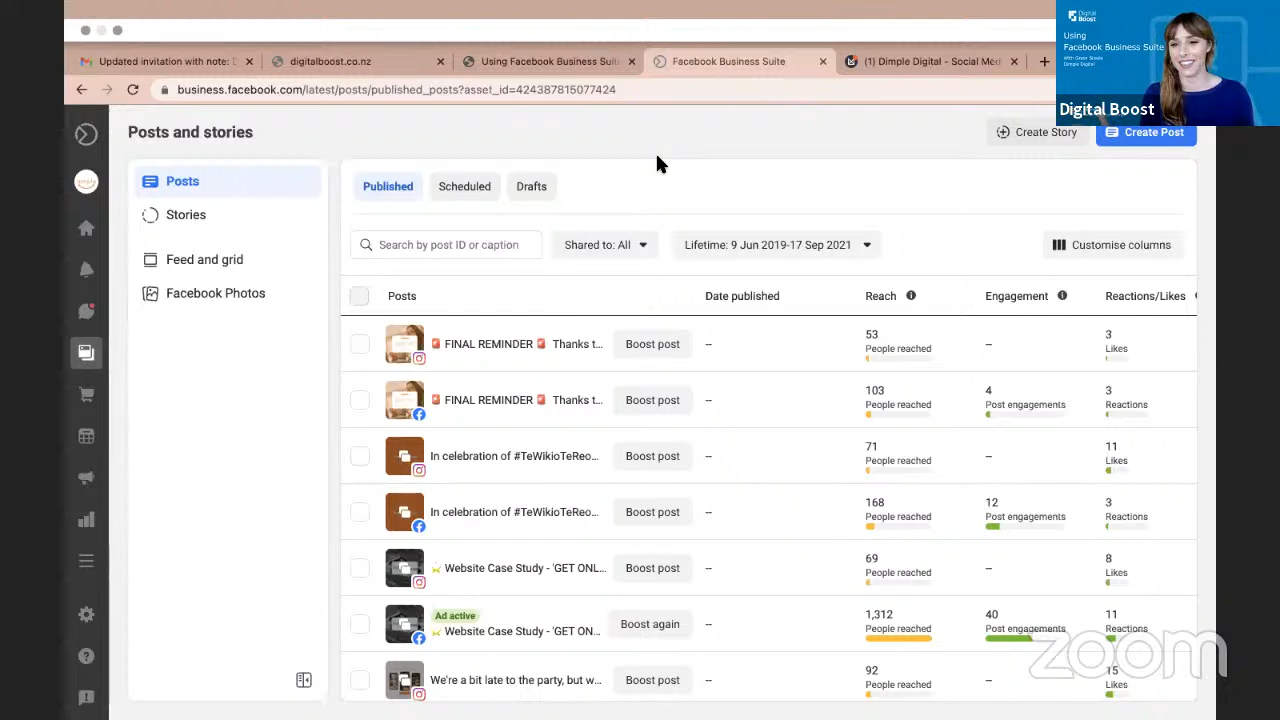 Updated invitation with note: D
digitalboost.co.nz
Using Facebook Business Suite
Facebook Business Suite
(1) Dimple Digital - Social Med
business.facebook.com/latest/posts/published_posts?asset_id=424387815077424
Digital
Boost
Using
Facebook Business Suite
Dimple Digital
Digital Boost
Posts and stories
Create Story
Create Post
Posts
Stories
Feed and grid
Facebook Photos
Published
Scheduled
Drafts
Search by post ID or caption
Shared to: All
Lifetime: 9 Jun 2019-17 Sep 2021
Customise columns
Posts
Date published
Reach
Engagement
Reactions/Likes
🚨 FINAL REMINDER 🚨 Thanks t...
Boost post
--
53
People reached
--
3
Likes
🚨 FINAL REMINDER 🚨 Thanks t...
Boost post
--
103
People reached
4
Post engagements
3
Reactions
In celebration of #TeWikioTeReo...
Boost post
--
71
People reached
--
11
Likes
In celebration of #TeWikioTeReo...
Boost post
--
168
People reached
12
Post engagements
3
Reactions
Website Case Study - 'GET ONL...
Boost post
--
69
People reached
--
8
Likes
Ad active
Website Case Study - 'GET ON...
Boost again
--
1,312
People reached
40
Post engagements
11
Reactions
We're a bit late to the party, but w...
Boost post
--
92
People reached
--
15
Likes
zoom